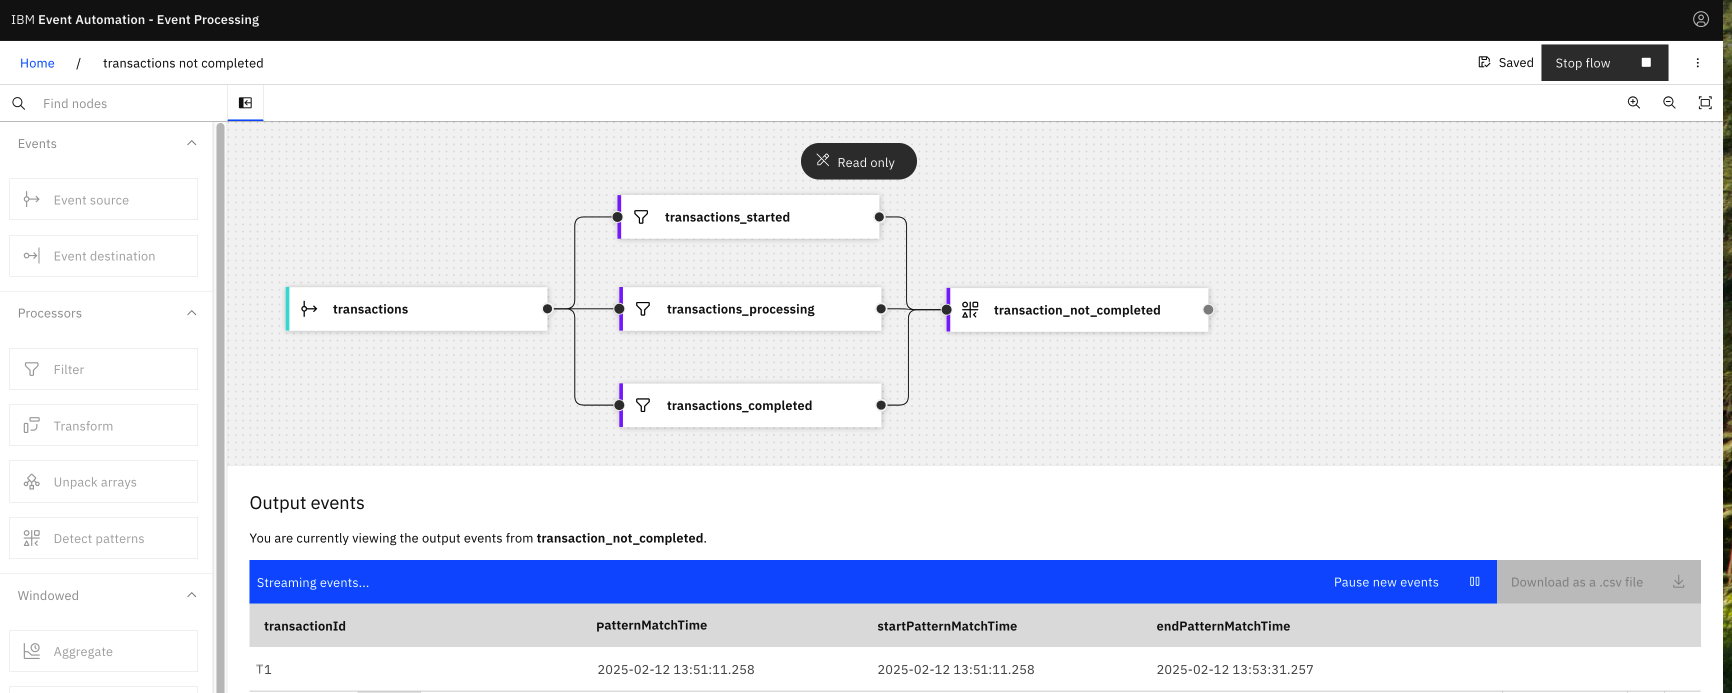 IBM Event Automation - Event Processing
Home / transactions not completed
Saved
Stop flow
Find nodes
Events
Event source
Event destination
Processors
Filter
Transform
Unpack arrays
Detect patterns
Windowed
Aggregate
Read only
transactions_started
transactions
transactions_processing
transaction_not_completed
transactions_completed
Output events
You are currently viewing the output events from transaction_not_completed.
Streaming events...
Pause new events
Download as a .csv file
transactionId patternMatchTime startPatternMatchTime endPatternMatchTime
T1 2025-02-12 13:51:11.258 2025-02-12 13:51:11.258 2025-02-12 13:53:31.257